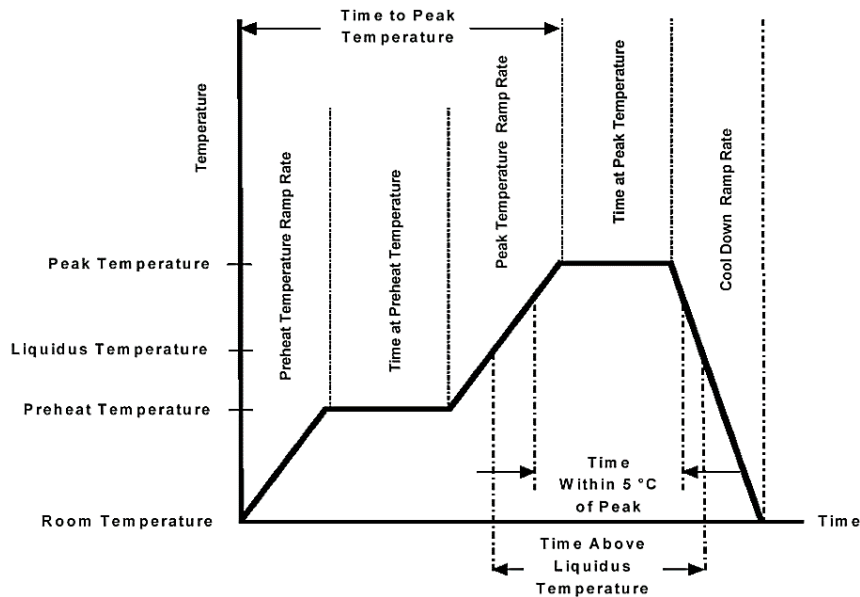 Time to Peak
Temperature
Temperature
Preheat Temperature Ramp Rate
Time at Preheat Temperature
Peak Temperature Ramp Rate
Time at Peak Temperature
Cool Down Ramp Rate
Peak Temperature
Liquidus Temperature
Preheat Temperature
Room Temperature
Time
Within 5 °C
of Peak
Time
Time Above
Liquidus
Temperature